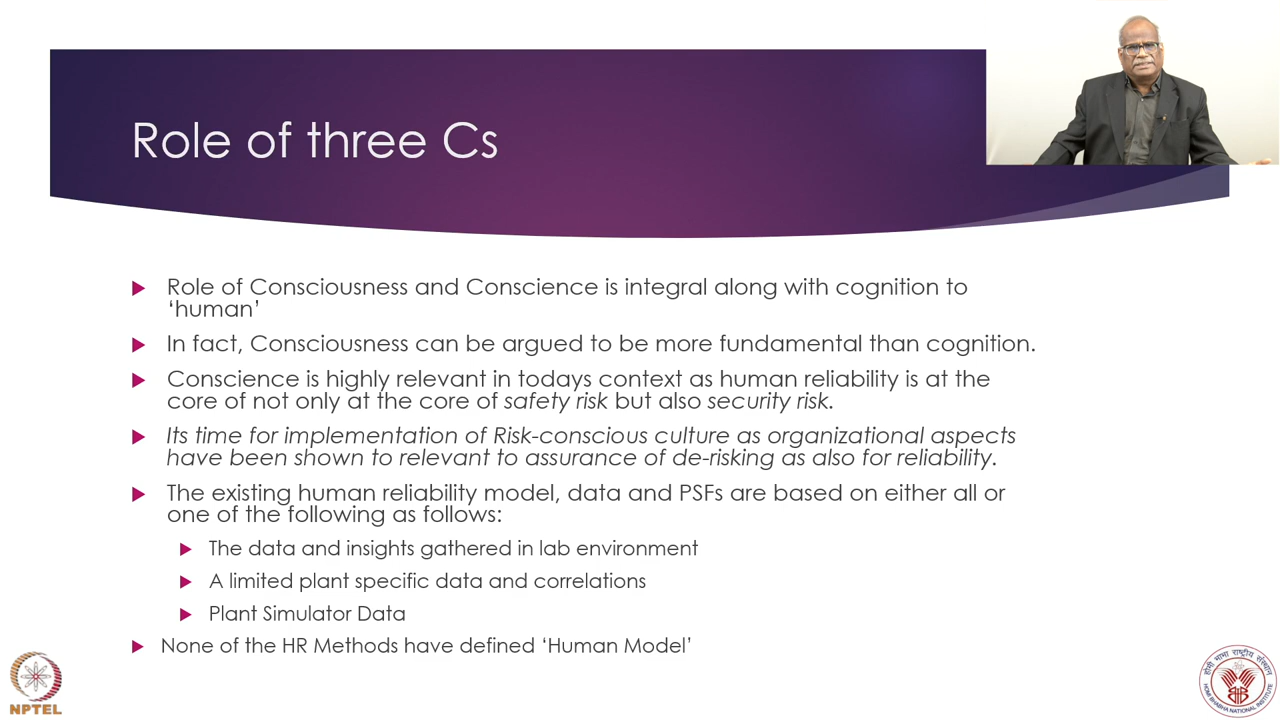 Role of three Cs
Role of Consciousness and Conscience is integral along with cognition to
‘human’
In fact, Consciousness can be argued to be more fundamental than cognition.
Conscience is highly relevant in todays context as human reliability is at the
core of not only at the core of safety risk but also security risk.
Its time for implementation of Risk-conscious culture as organizational aspects
have been shown to relevant to assurance of de-risking as also for reliability.
The existing human reliability model, data and PSFs are based on either all or
one of the following as follows:
The data and insights gathered in lab environment
A limited plant specific data and correlations
Plant Simulator Data
None of the HR Methods have defined ‘Human Model’
NPTEL
होमी भाभा राष्ट्रीय संस्थान
HOMI BHABHA NATIONAL INSTITUTE